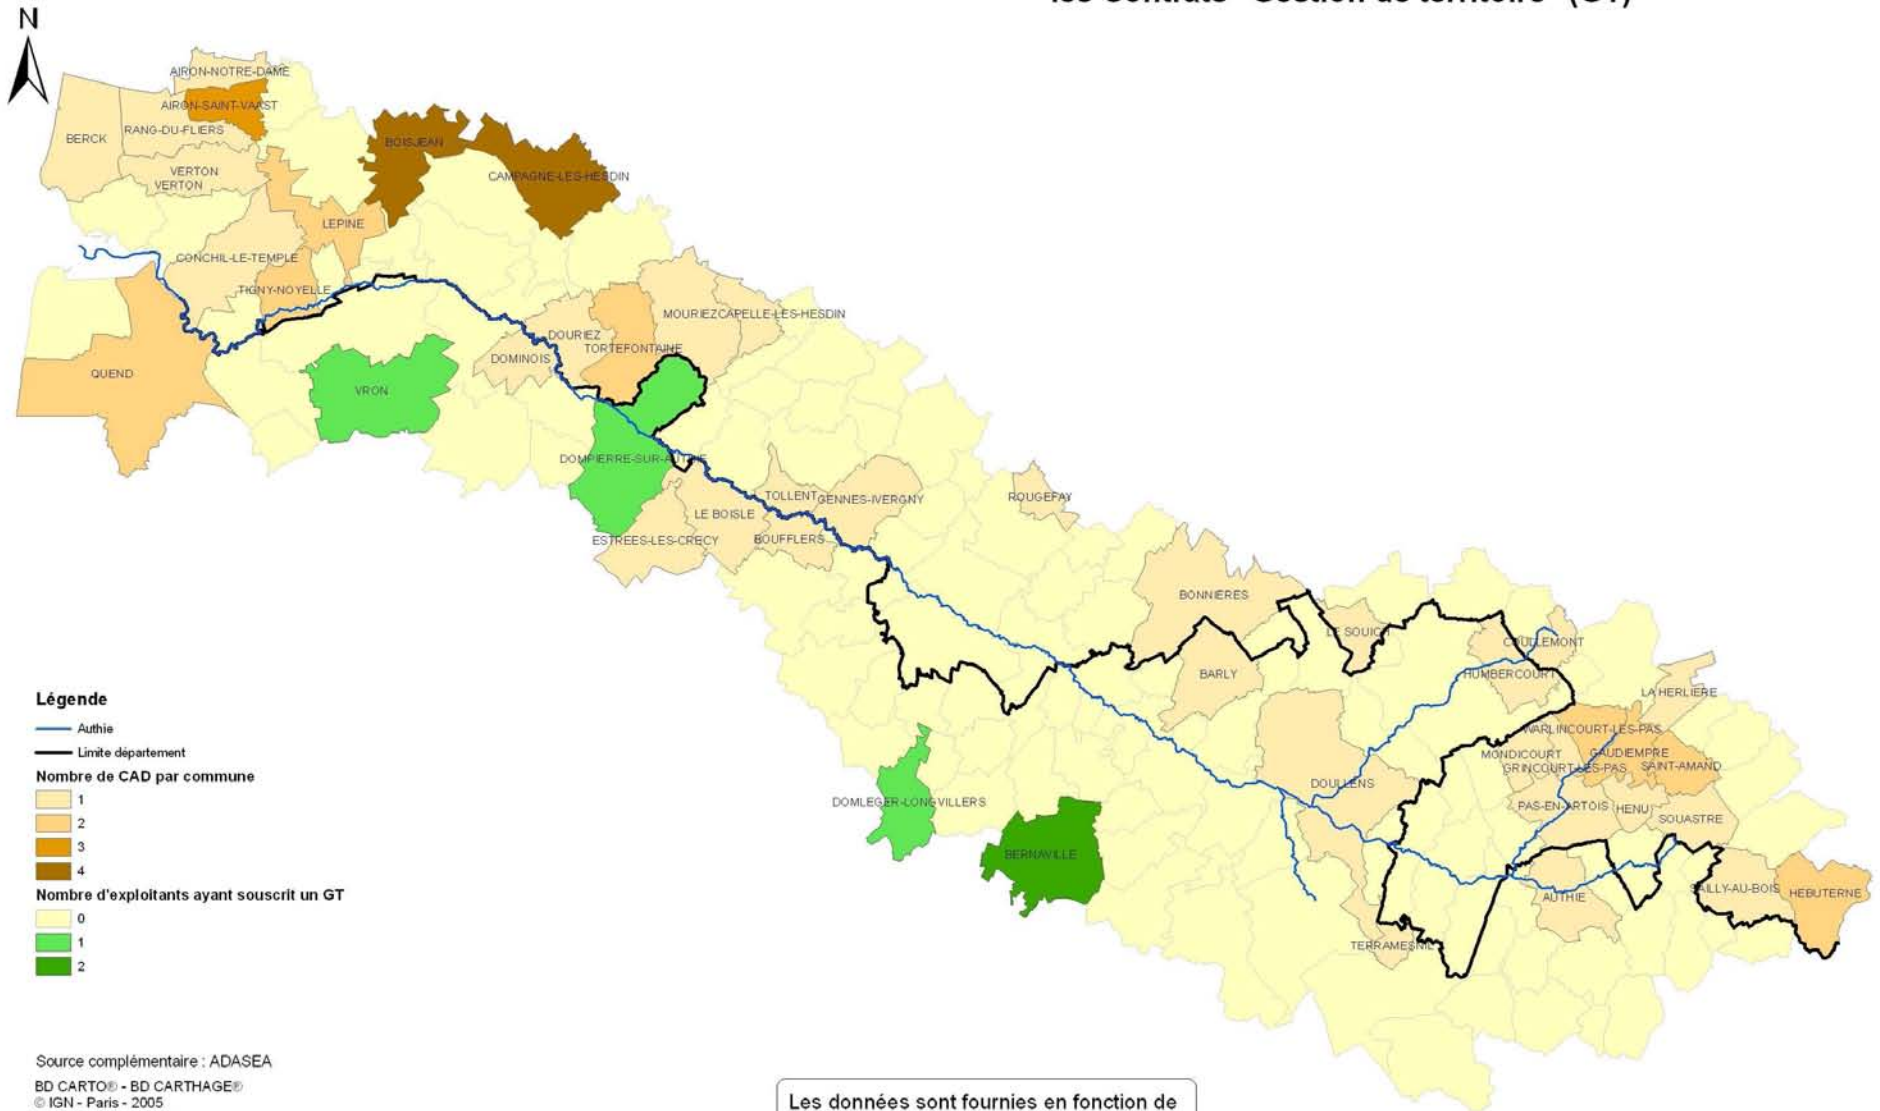 les Contrats "Gestion de territoire" (GT)
N
AIRON-NOTRE-DAME
AIRON-SAINT-VAAST
BERCK
RANG-DU-FLIERS
VERTON
VERTON
BOISJEAN
CAMPAGNE-LES-HESDIN
LEPINE
CONCHIL-LE-TEMPLE
TIGNY-NOYELLE
QUEND
VRON
DOURIEZ
DOMINOIS
TORTEFONTAINE
MOURIEZ
CAPELLE-LES-HESDIN
DOMPIERRE-SUR-AUTHIE
ESTREES-LES-CRECY
LE BOISLE
TOLLENT
GENNES-IVERGNY
BOUFFLERS
ROUGEFAY
BONNIERES
LE SOUICH
BARLY
COULLEMONT
HUMBERCOURT
LA HERLIERE
WARLINCOURT-LES-PAS
MONDICOURT
GAUDIEMPRE
GRINCOURT-LES-PAS
SAINT-AMAND
DOULLENS
PAS-EN-ARTOIS
HENU
SOUASTRE
DOMLEGER-LONGVILLERS
BERNAVILLE
AUTHIE
SAILLY-AU-BOIS
HEBUTERNE
TERRAMESNIL
Légende
Authie
Limite département
Nombre de CAD par commune
1
2
3
4
Nombre d'exploitants ayant souscrit un GT
0
1
2
Source complémentaire : ADASEA
BD CARTO® - BD CARTHAGE®
© IGN - Paris - 2005
Les données sont fournies en fonction de